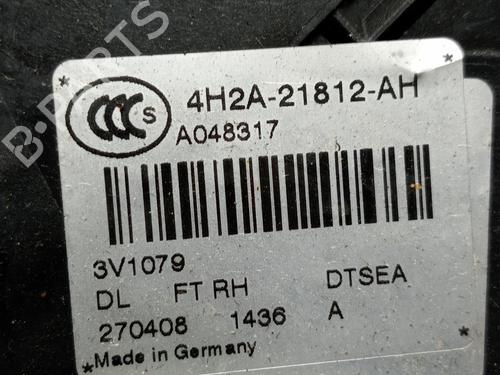 B-PARTS
CCC S
4H2A-21812-AH
A048317
3V1079
DL FT RH DTSEA
270408 1436 A
Made in Germany